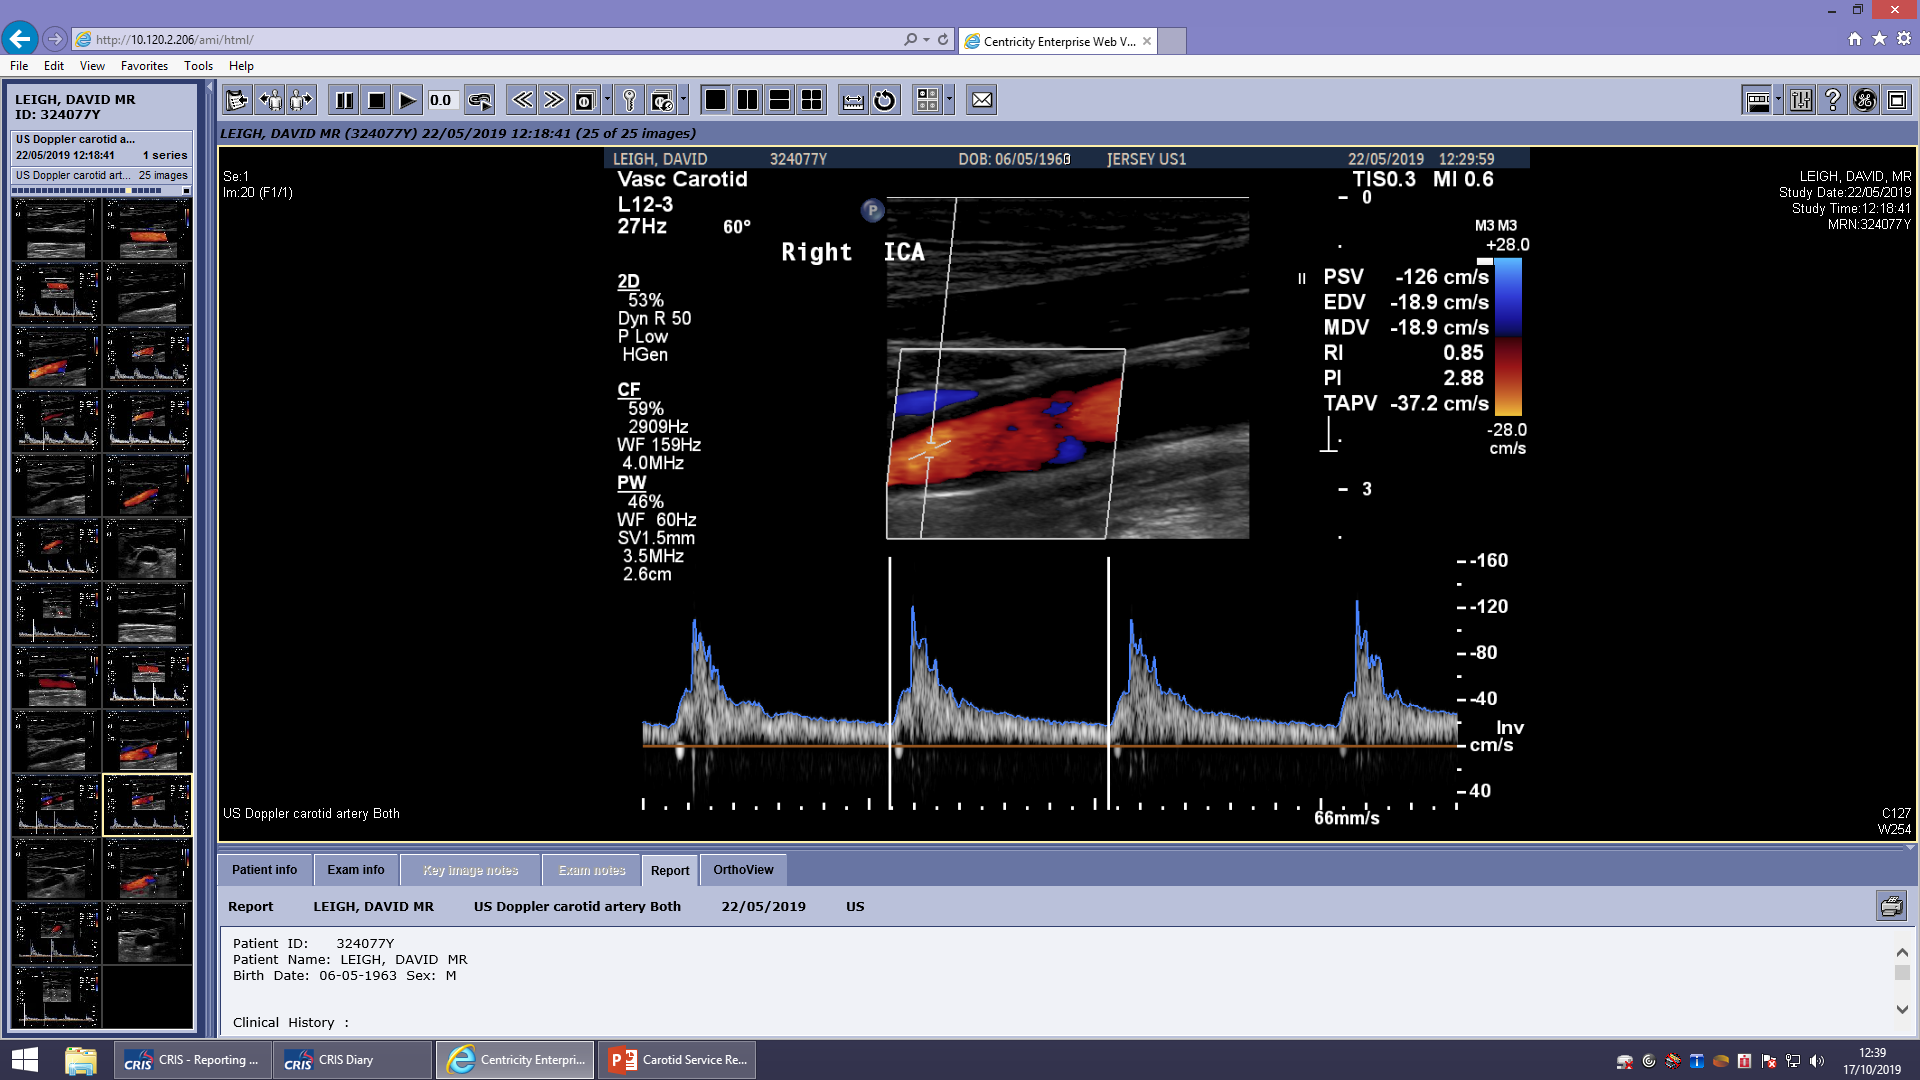 http://10.120.2.206/ami/html/
Centricity Enterprise Web V...
File Edit View Favorites Tools Help
LEIGH, DAVID MR
ID: 324077Y
US Doppler carotid a...
22/05/2019 12:18:41 1 series
US Doppler carotid art... 25 images
0.0
LEIGH, DAVID MR (324077Y) 22/05/2019 12:18:41 (25 of 25 images)
LEIGH, DAVID 324077Y DOB: 06/05/1963 JERSEY US1 22/05/2019 12:29:59
Se:1
Im:20 (F1/1)
LEIGH, DAVID, MR
Study Date:22/05/2019
Study Time:12:18:41
MRN:324077Y
Vasc Carotid
TIS0.3 MI 0.6
L12-3
27Hz 60°
P
0
Right ICA
M3 M3
+28.0
2D
53%
Dyn R 50
P Low
HGen
CF
59%
2909Hz
WF 159Hz
4.0MHz
PW
46%
WF 60Hz
SV1.5mm
3.5MHz
2.6cm
PSV -126 cm/s
EDV -18.9 cm/s
MDV -18.9 cm/s
RI 0.85
PI 2.88
TAPV -37.2 cm/s
-28.0
cm/s
3
-160
-120
-80
-40
Inv
cm/s
40
66mm/s
US Doppler carotid artery Both
C127
W254
Patient info Exam info Key image notes Exam notes Report OrthoView
Report LEIGH, DAVID MR US Doppler carotid artery Both 22/05/2019 US
Patient ID: 324077Y
Patient Name: LEIGH, DAVID MR
Birth Date: 06-05-1963 Sex: M
Clinical History :
CRIS - Reporting ...
CRIS Diary
Centricity Enterpri...
Carotid Service Re...
12:39
17/10/2019